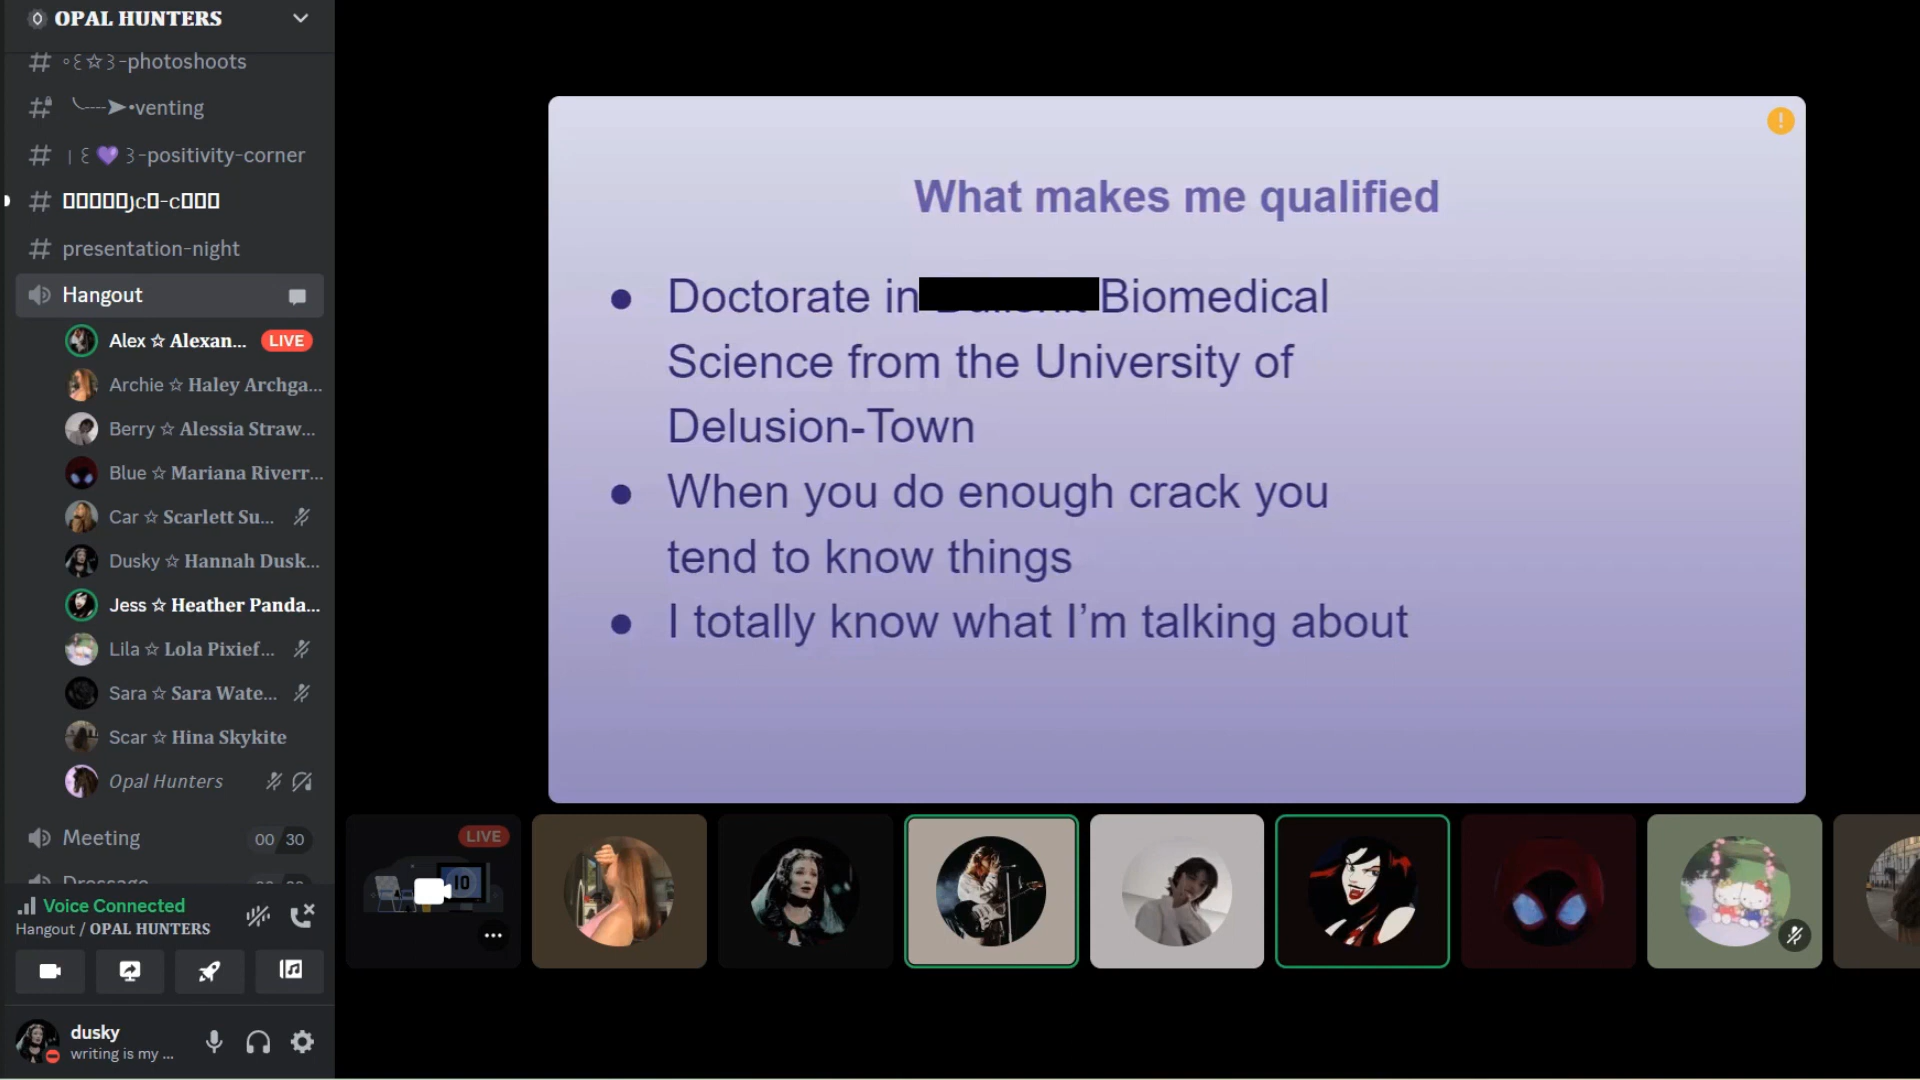 OPAL HUNTERS
-photoshoots
venting
-positivity-corner
presentation-night
Hangout
Alex ☆ Alexan... LIVE
Archie ☆ Haley Archga...
Berry ☆ Alessia Straw...
Blue ☆ Mariana Riverr...
Car ☆ Scarlett Su...
Dusky ☆ Hannah Dusk...
Jess ☆ Heather Panda...
Lila ☆ Lola Pixief...
Sara ☆ Sara Wate...
Scar ☆ Hina Skykite
Opal Hunters
Meeting 00 30
Voice Connected
Hangout / OPAL HUNTERS
dusky
writing is my ...
What makes me qualified
● Doctorate in Biomedical
Science from the University of
Delusion-Town
● When you do enough crack you
tend to know things
● I totally know what I'm talking about
LIVE
10